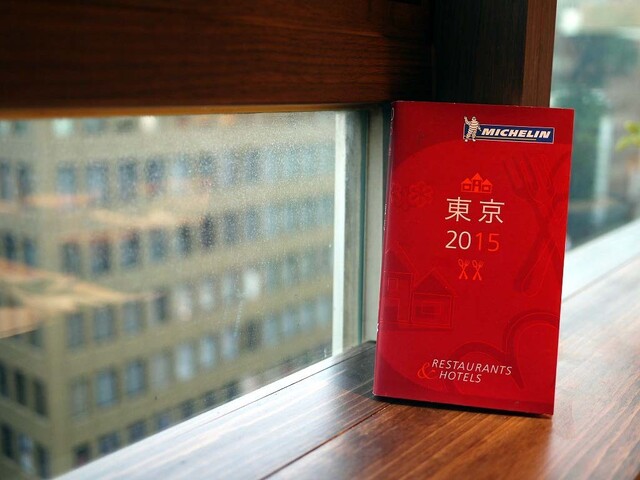 MICHELIN
東京
2015
RESTAURANTS
& HOTELS